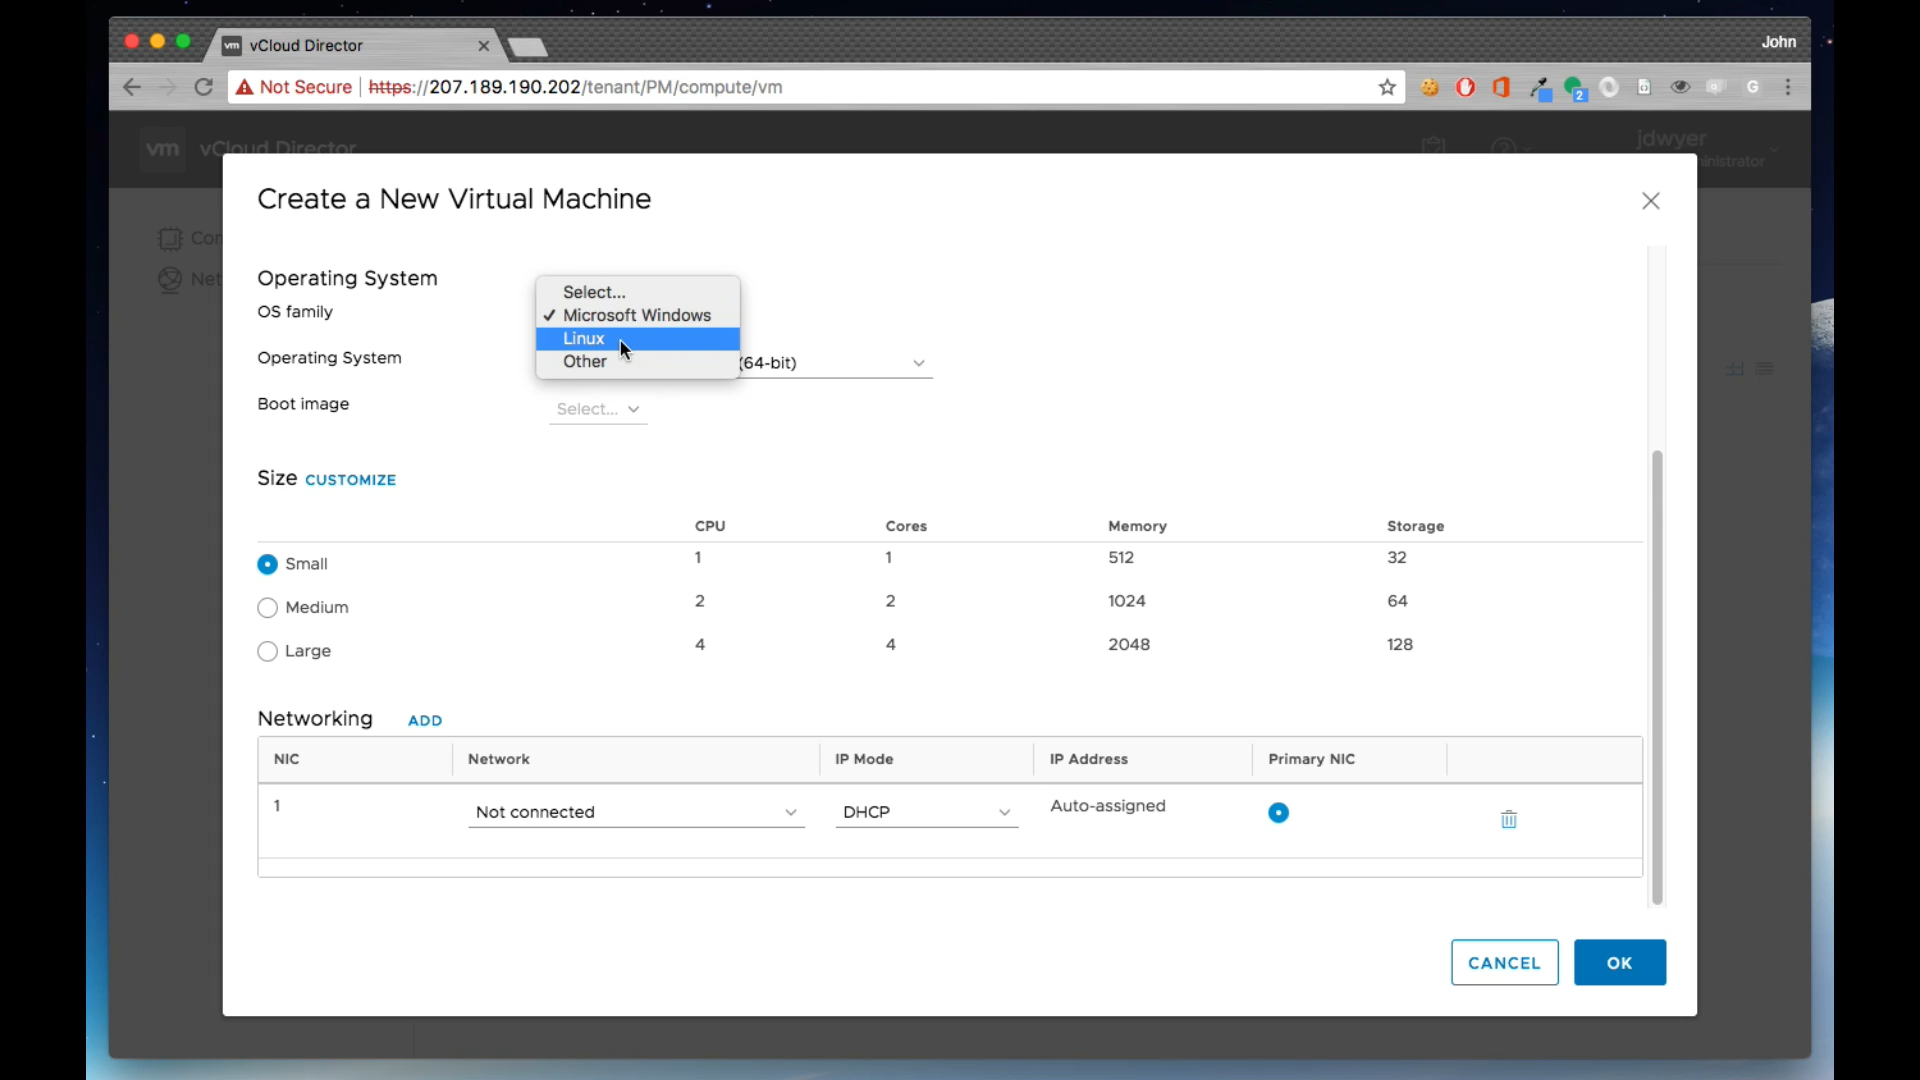 vm vCloud Director
John
Not Secure https://207.189.190.202/tenant/PM/compute/vm
2
G
vm vCloud Director
jdwyer
Create a New Virtual Machine
Operating System
Select...
OS family
Microsoft Windows
Linux
Operating System
Other
(64-bit)
Boot image
Select...
Size CUSTOMIZE
CPU Cores Memory Storage
Small 1 1 512 32
Medium 2 2 1024 64
Large 4 4 2048 128
Networking ADD
NIC Network IP Mode IP Address Primary NIC
1 Not connected DHCP Auto-assigned
CANCEL OK